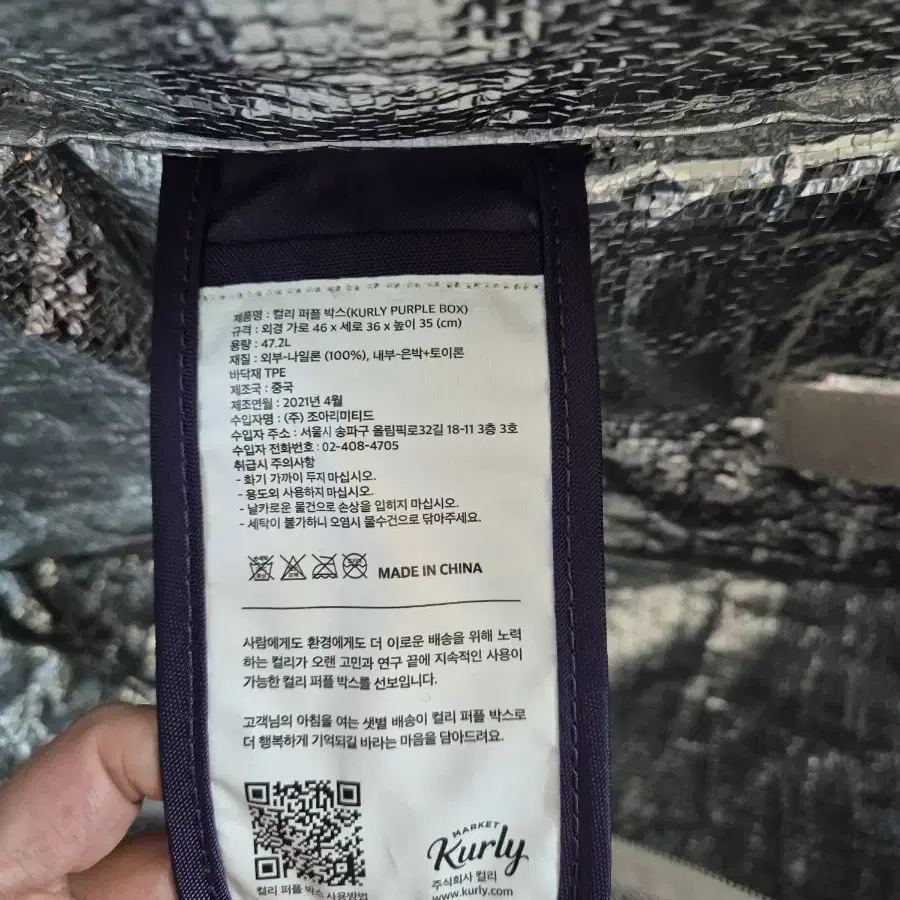 제품명 : 컬리 퍼플 박스(KURLY PURPLE BOX)
규격 : 외경 가로 46 x 세로 36 x 높이 35 (cm)
용량 : 47.2L
재질 : 외부-나일론 (100%), 내부-은박+토이론
바닥재 TPE
제조국 : 중국
제조연월 : 2021년 4월
수입자명 : (주) 조아리미티드
수입자 주소 : 서울시 송파구 올림픽로32길 18-11 3층 3호
수입자 전화번호 : 02-408-4705
취급시 주의사항
- 화기 가까이 두지 마십시오.
- 용도외 사용하지 마십시오.
- 날카로운 물건으로 손상을 입히지 마십시오.
- 세탁이 불가하니 오염시 물수건으로 닦아주세요.
MADE IN CHINA
사람에게도 환경에게도 더 이로운 배송을 위해 노력
하는 컬리가 오랜 고민과 연구 끝에 지속적인 사용이
가능한 컬리 퍼플 박스를 선보입니다.
고객님의 아침을 여는 샛별 배송이 컬리 퍼플 박스로
더 행복하게 기억되길 바라는 마음을 담아드려요.
컬리 퍼플 박스 사용방법
MARKET
Kurly
주식회사 컬리
www.kurly.com